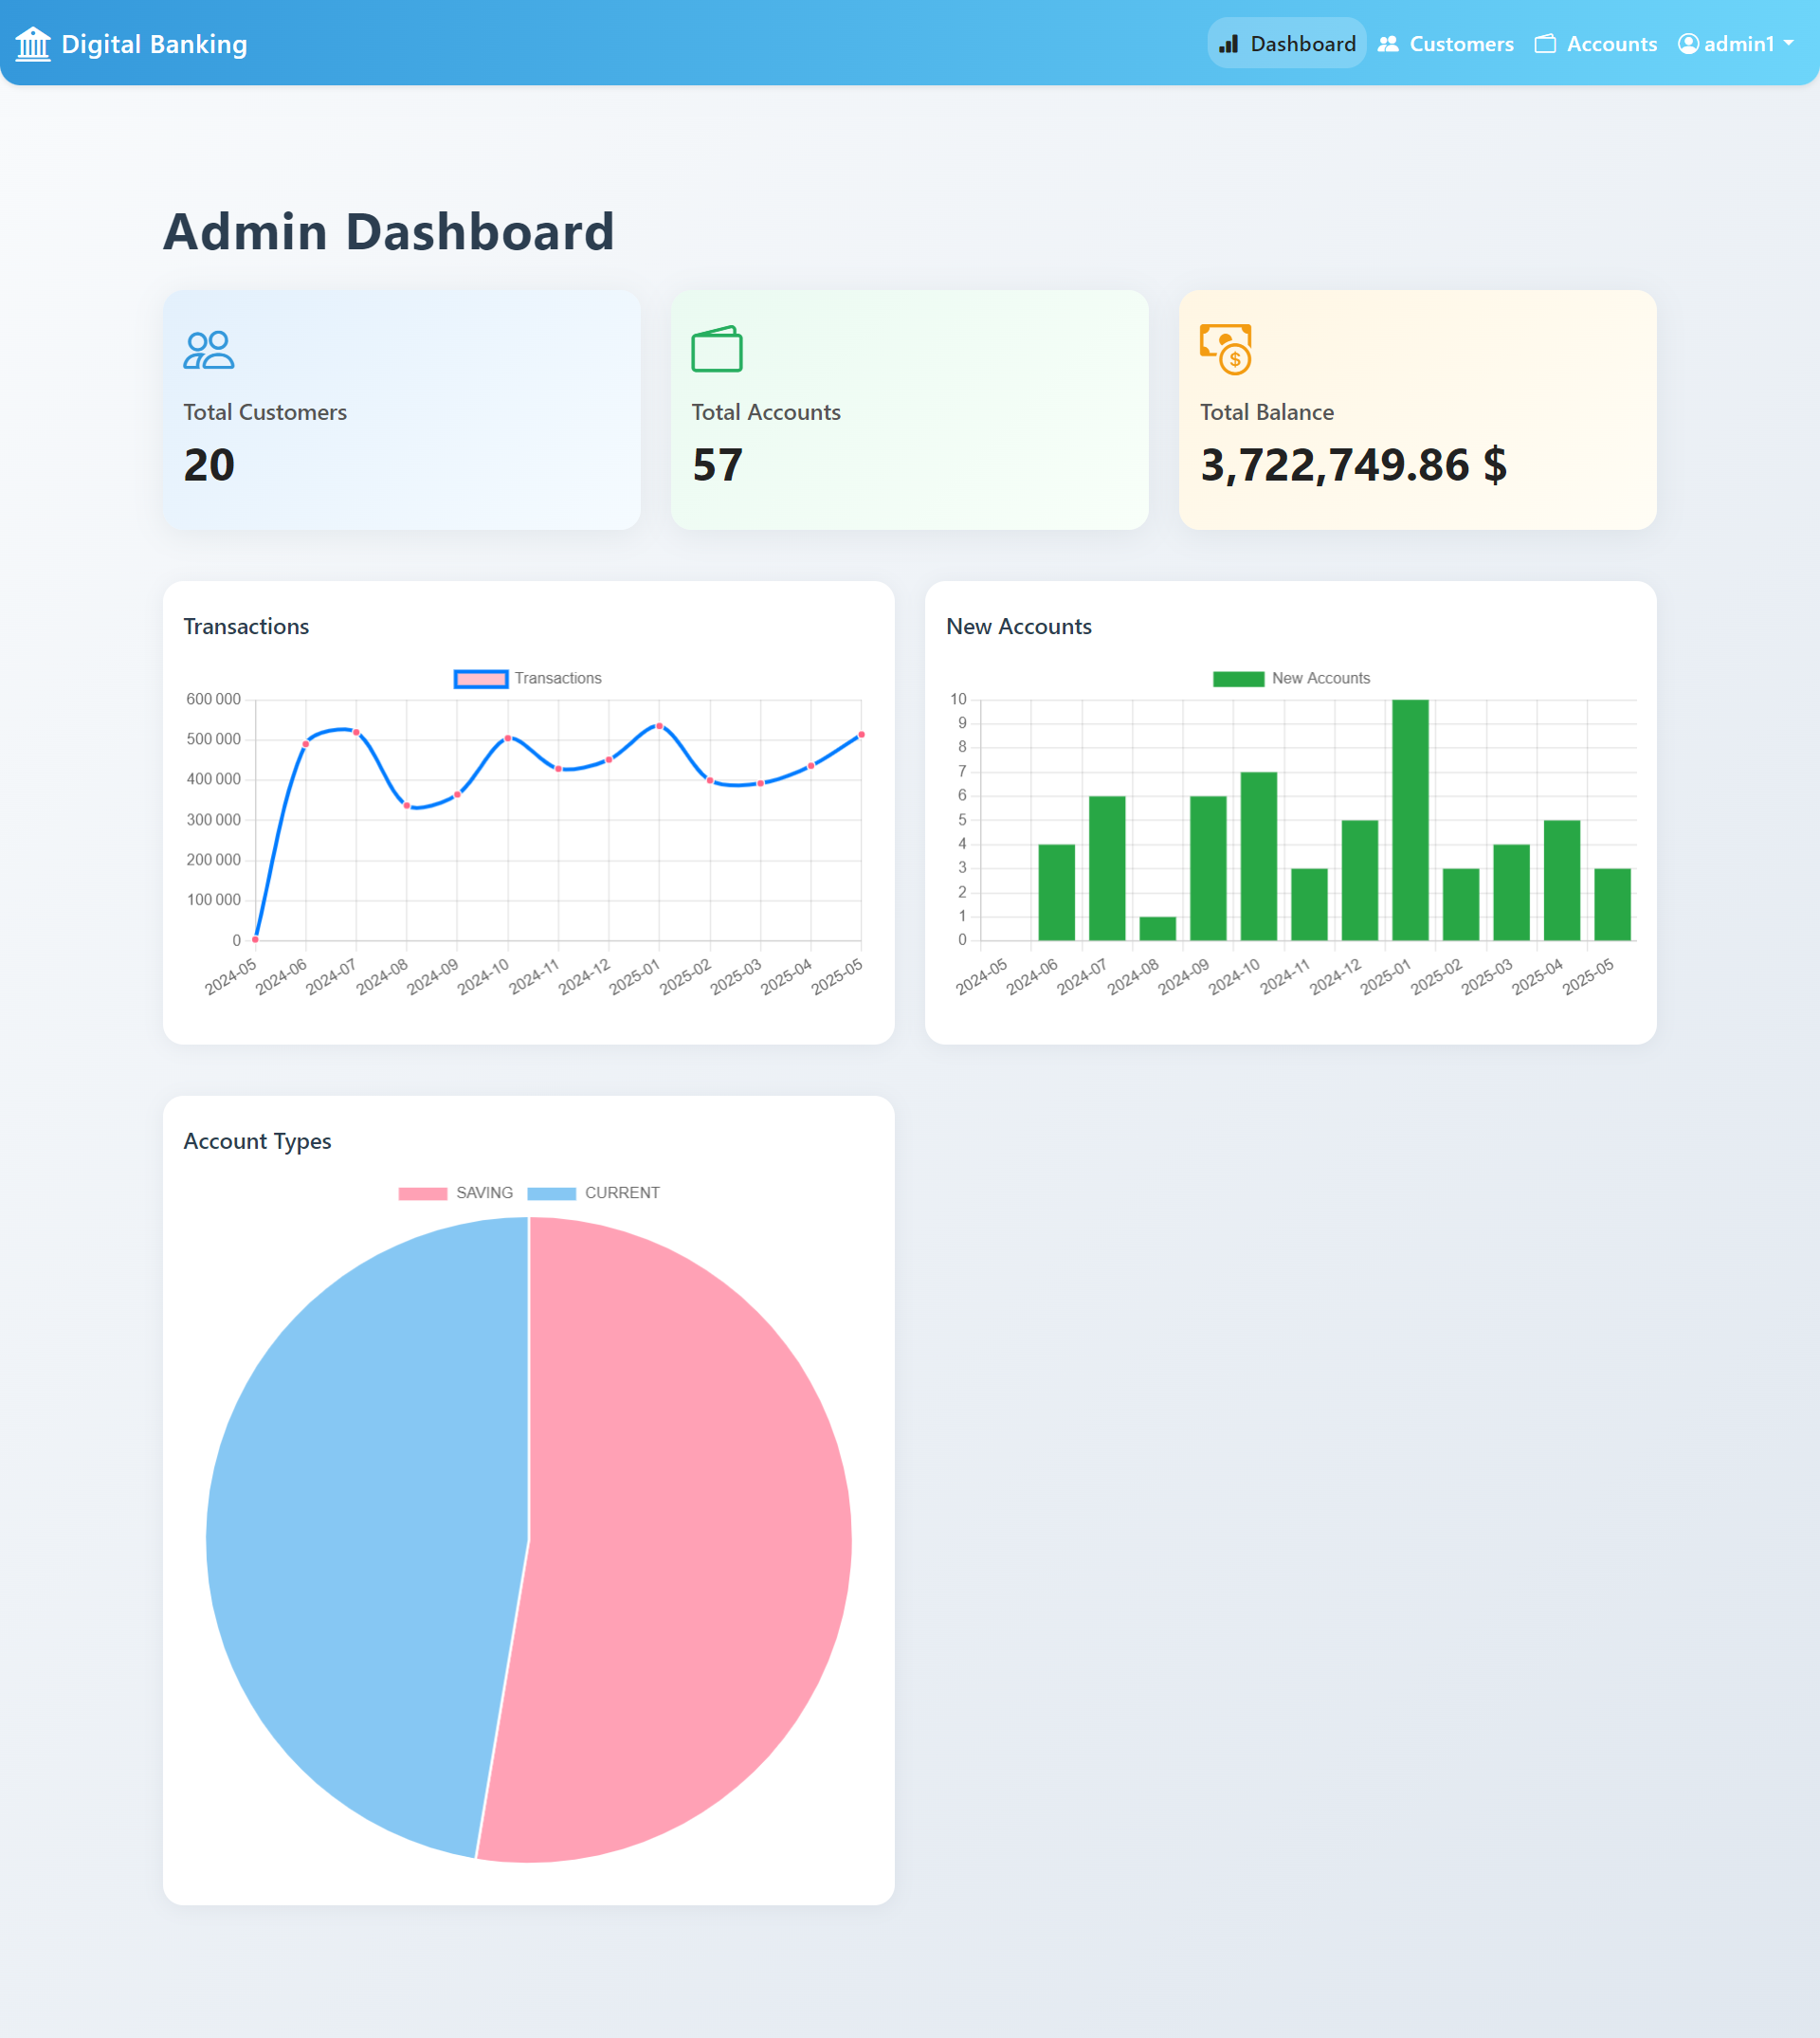 Digital Banking
Dashboard Customers Accounts admin1
Admin Dashboard
Total Customers
20
Total Accounts
57
$
Total Balance
3,722,749.86 $
Transactions
Transactions
600 000
500 000
400 000
300 000
200 000
100 000
0
2024-05 2024-06 2024-07 2024-08 2024-09 2024-10 2024-11 2024-12 2025-01 2025-02 2025-03 2025-04 2025-05
New Accounts
New Accounts
10
9
8
7
6
5
4
3
2
1
0
2024-05 2024-06 2024-07 2024-08 2024-09 2024-10 2024-11 2024-12 2025-01 2025-02 2025-03 2025-04 2025-05
Account Types
SAVING CURRENT